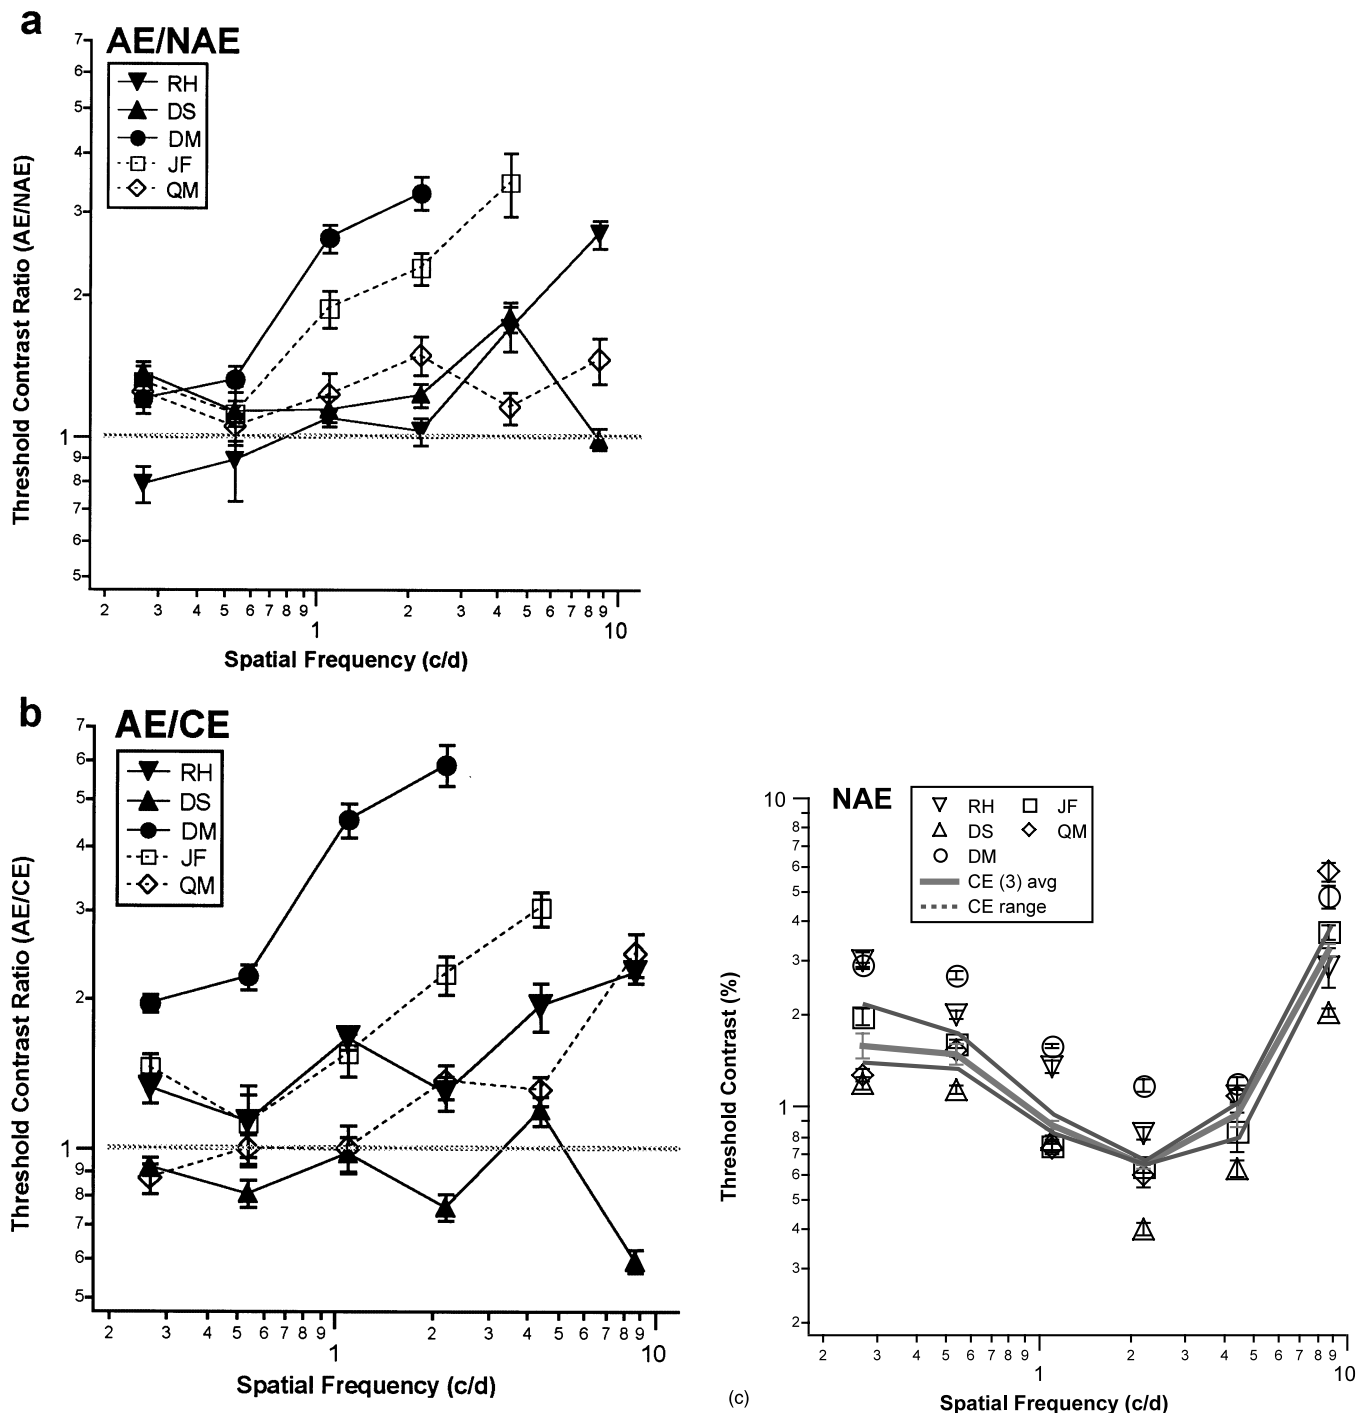 a
AE/NAE
RH
DS
DM
JF
QM
Threshold Contrast Ratio (AE/NAE)
7
6
5
4
3
2
1
9
8
7
6
5
2 3 4 5 6 7 8 9 2 3 4 5 6 7 8 9
1 10
Spatial Frequency (c/d)
b
AE/CE
RH
DS
DM
JF
QM
Threshold Contrast Ratio (AE/CE)
7
6
5
4
3
2
1
9
8
7
6
5
2 3 4 5 6 7 8 9 2 3 4 5 6 7 8 9
1 10
Spatial Frequency (c/d)
NAE
RH JF
DS QM
DM
CE (3) avg
CE range
Threshold Contrast (%)
10
9
8
7
6
5
4
3
2
1
8
7
6
5
4
3
2
2 3 4 5 6 7 8 9 2 3 4 5 6 7 8 9
1 10
Spatial Frequency (c/d)
(c)